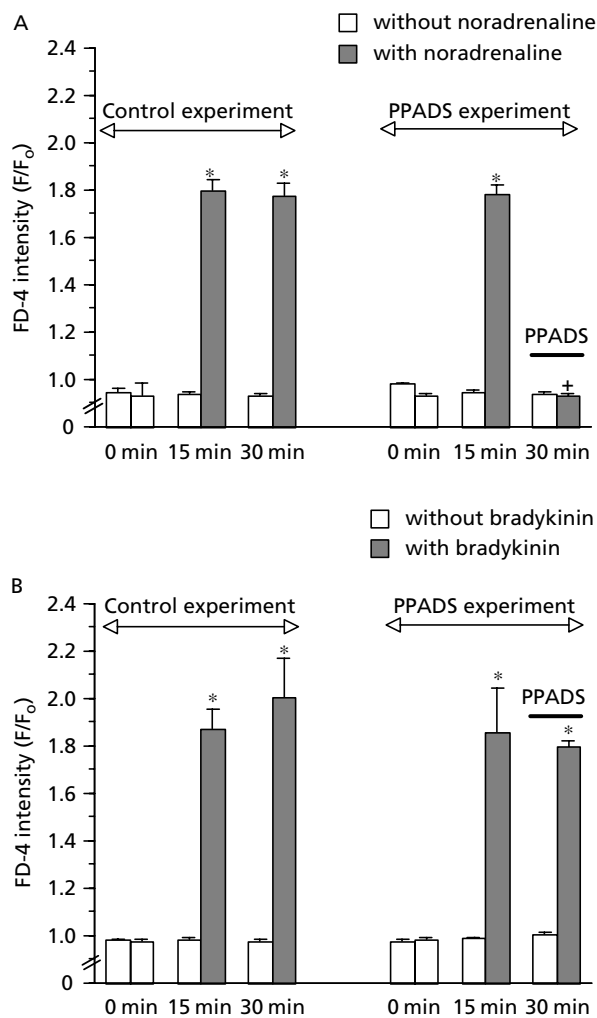 A
without noradrenaline
with noradrenaline
2.4
2.2
2.0
1.8
1.6
1.4
1.2
1.0
0
FD-4 intensity (F/Fo)
Control experiment
PPADS experiment
*
*
*
PPADS
+
0 min 15 min 30 min
0 min 15 min 30 min
without bradykinin
with bradykinin
B
2.4
2.2
2.0
1.8
1.6
1.4
1.2
1.0
0
FD-4 intensity (F/Fo)
Control experiment
PPADS experiment
*
*
*
PPADS
*
0 min 15 min 30 min
0 min 15 min 30 min